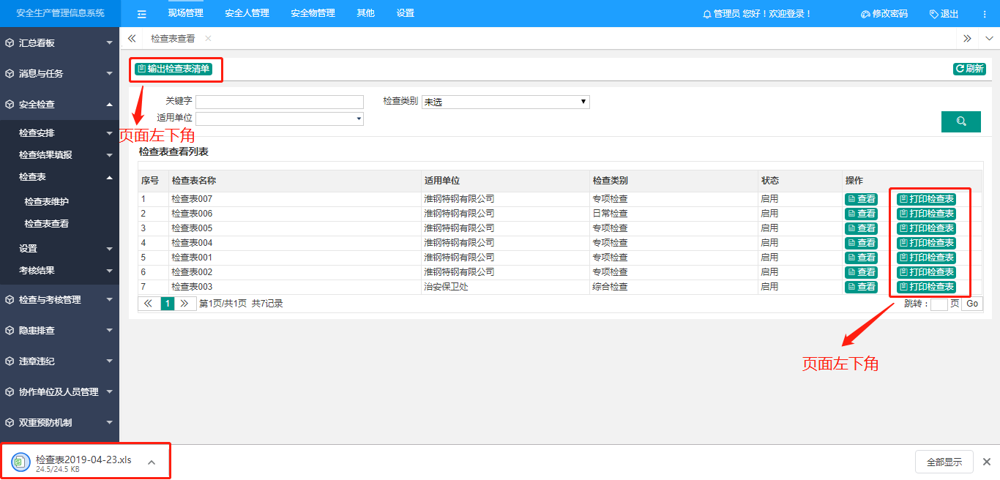 安全生产管理信息系统 现场管理 安全人管理 安全物管理 其他 设置 管理员 您好！欢迎登录！ 修改密码 退出
汇总看板
消息与任务
安全检查
检查安排
检查结果填报
检查表
检查表维护
检查表查看
设置
考核结果
检查与考核管理
隐患排查
违章违纪
协作单位及人员管理
双重预防机制
检查表查看
输出检查表清单 刷新
关键字 检查类别 未选
适用单位
页面左下角
检查表查看列表
序号 检查表名称 适用单位 检查类别 状态 操作
1 检查表007 淮钢特钢有限公司 专项检查 启用 查看 打印检查表
2 检查表006 淮钢特钢有限公司 日常检查 启用 查看 打印检查表
3 检查表005 淮钢特钢有限公司 专项检查 启用 查看 打印检查表
4 检查表004 淮钢特钢有限公司 专项检查 启用 查看 打印检查表
5 检查表001 淮钢特钢有限公司 专项检查 启用 查看 打印检查表
6 检查表002 淮钢特钢有限公司 专项检查 启用 查看 打印检查表
7 检查表003 治安保卫处 综合检查 启用 查看 打印检查表
1 第1页/共1页 共7记录 跳转： 页 Go
页面左下角
检查表2019-04-23.xls
24.5/24.5 KB
全部显示